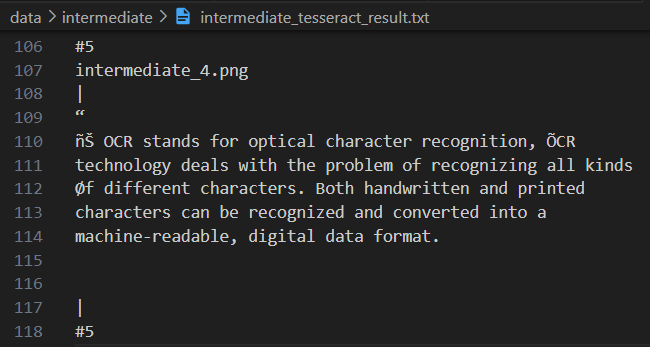 data > intermediate > intermediate_tesseract_result.txt
106 #5
107 intermediate_4.png
108 |
109 “
110 ñŠ OCR stands for optical character recognition, ÕCR
111 technology deals with the problem of recognizing all kinds
112 Øf different characters. Both handwritten and printed
113 characters can be recognized and converted into a
114 machine-readable, digital data format.
115
116
117 |
118 #5